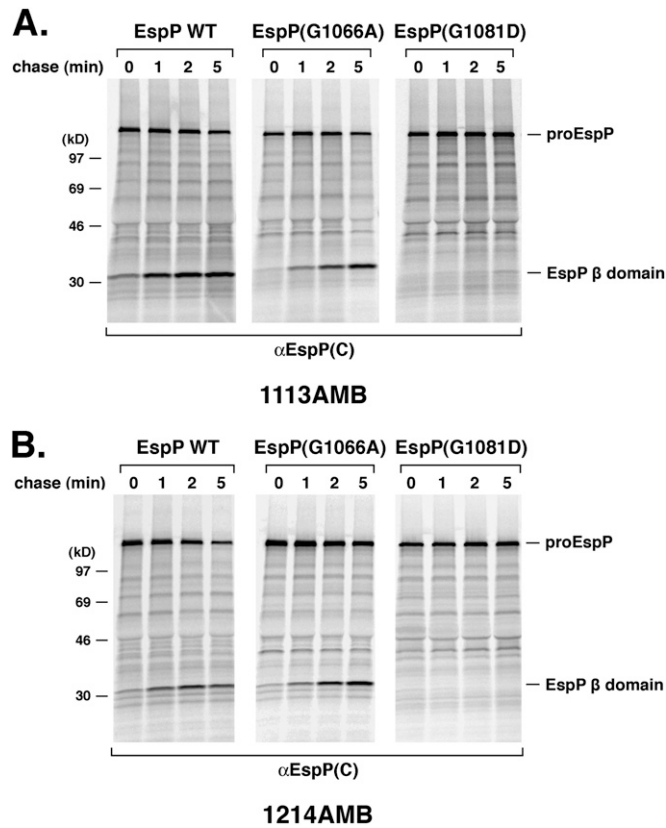 A.
EspP WT EspP(G1066A) EspP(G1081D)
chase (min) 0 1 2 5 0 1 2 5 0 1 2 5
(kD)
proEspP
97
69
46
30
EspP β domain
αEspP(C)
1113AMB
B.
EspP WT EspP(G1066A) EspP(G1081D)
chase (min) 0 1 2 5 0 1 2 5 0 1 2 5
(kD)
proEspP
97
69
46
30
EspP β domain
αEspP(C)
1214AMB